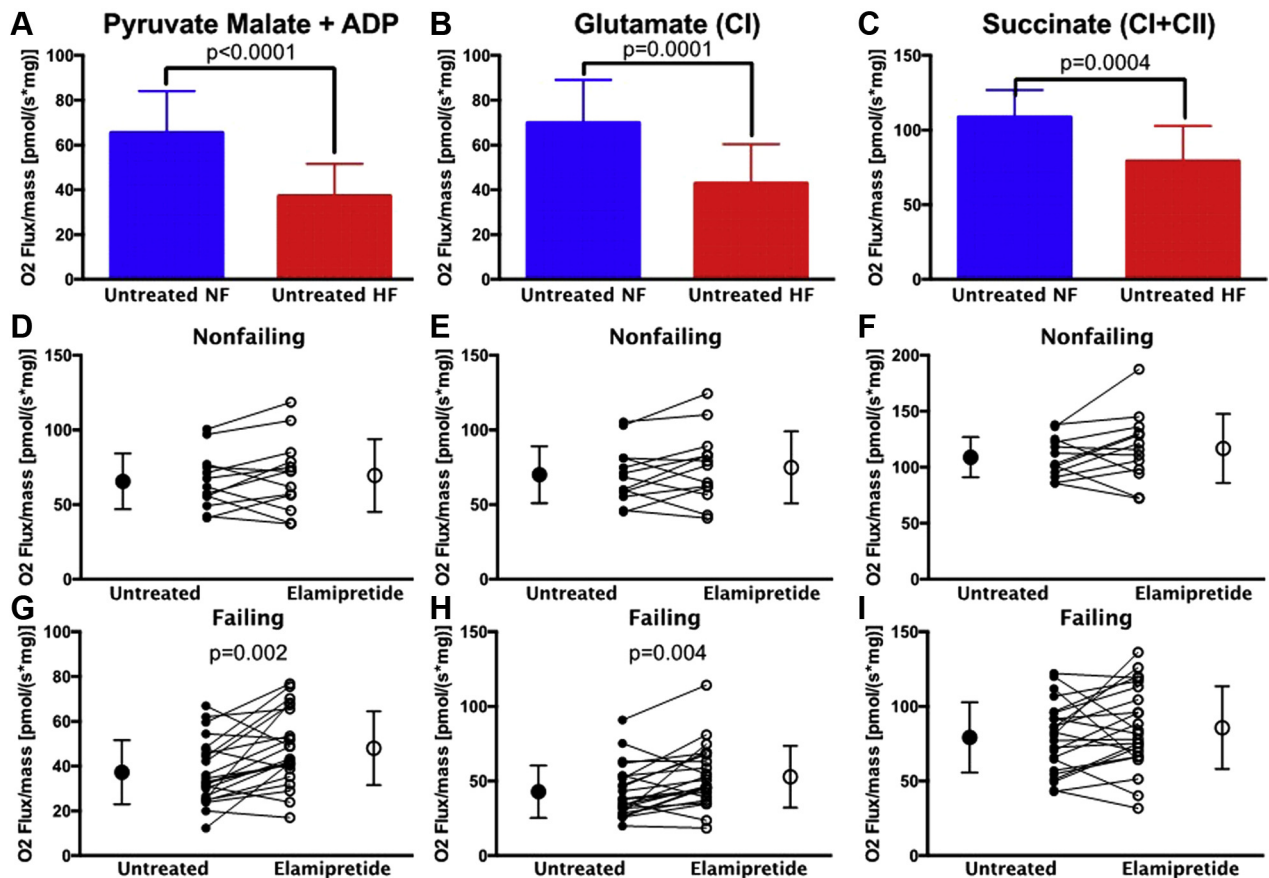 A Pyruvate Malate + ADP
B Glutamate (CI)
C Succinate (CI+CII)
O2 Flux/mass [pmol/(s*mg)]
100
80
60
40
20
0
p<0.0001
Untreated NF Untreated HF
O2 Flux/mass [pmol/(s*mg)]
100
80
60
40
20
0
p=0.0001
Untreated NF Untreated HF
O2 Flux/mass [pmol/(s*mg)]
150
100
50
0
p=0.0004
Untreated NF Untreated HF
D Nonfailing
O2 Flux/mass [pmol/(s*mg)]
150
100
50
0
Untreated Elamipretide
E Nonfailing
O2 Flux/mass [pmol/(s*mg)]
150
100
50
0
Untreated Elamipretide
F Nonfailing
O2 Flux/mass [pmol/(s*mg)]
200
150
100
50
0
Untreated Elamipretide
G Failing
O2 Flux/mass [pmol/(s*mg)]
100
80
60
40
20
0
p=0.002
Untreated Elamipretide
H Failing
O2 Flux/mass [pmol/(s*mg)]
150
100
50
0
p=0.004
Untreated Elamipretide
I Failing
O2 Flux/mass [pmol/(s*mg)]
150
100
50
0
Untreated Elamipretide